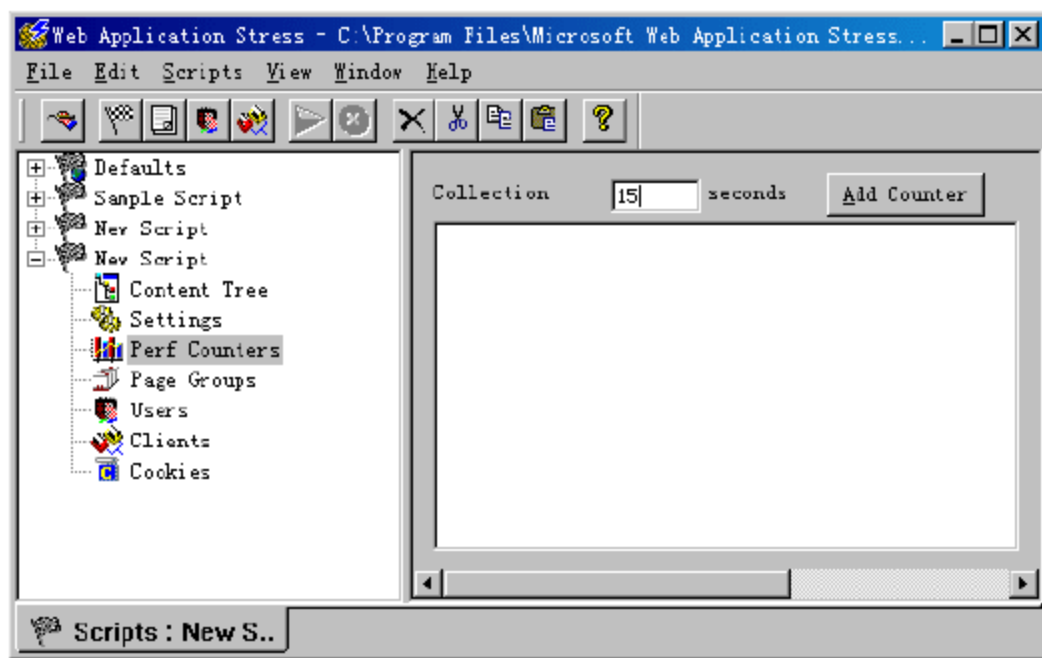 Web Application Stress - C:\Program Files\Microsoft Web Application Stress...
File Edit Scripts View Window Help
Defaults
Sample Script
New Script
New Script
Content Tree
Settings
Perf Counters
Page Groups
Users
Clients
Cookies
Collection 15 seconds Add Counter
Scripts : New S..